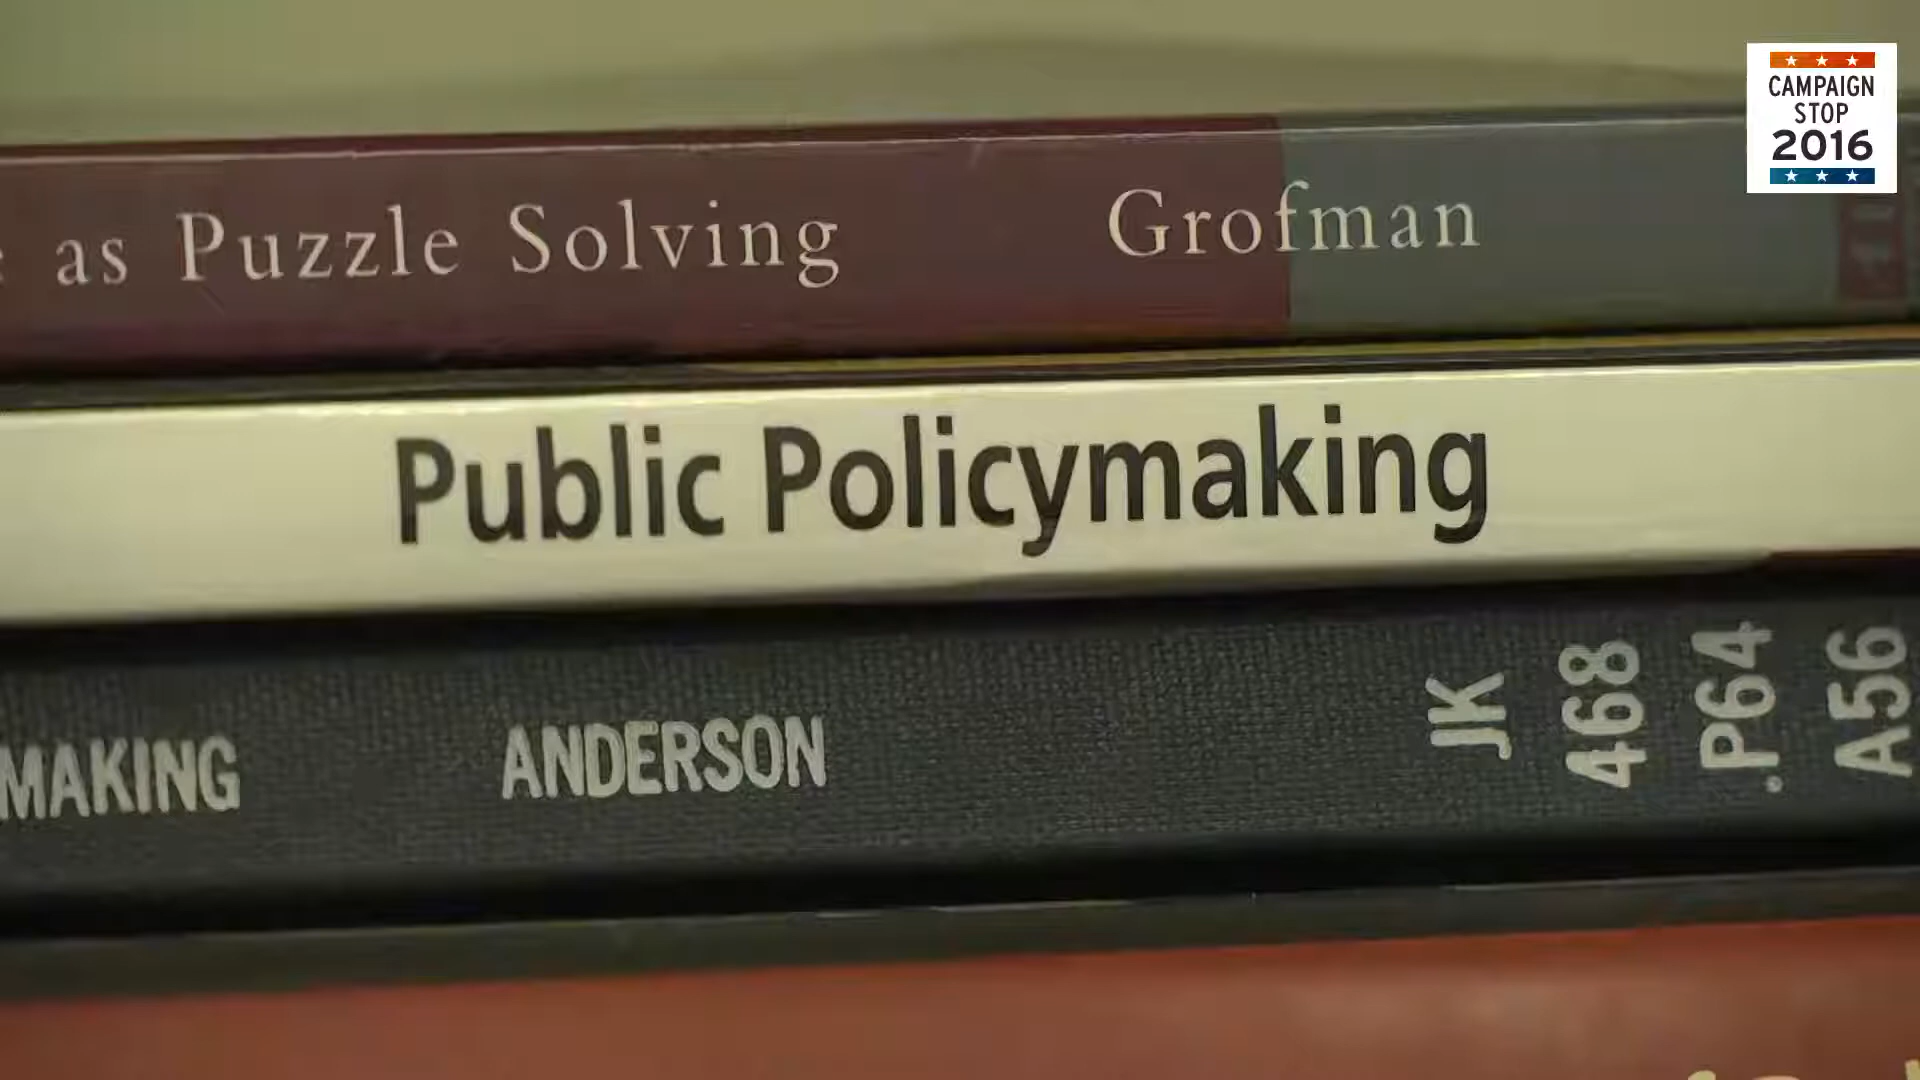 CAMPAIGN
STOP
2016
as Puzzle Solving Grofman
Public Policymaking
MAKING ANDERSON JK 468 .P64 A56